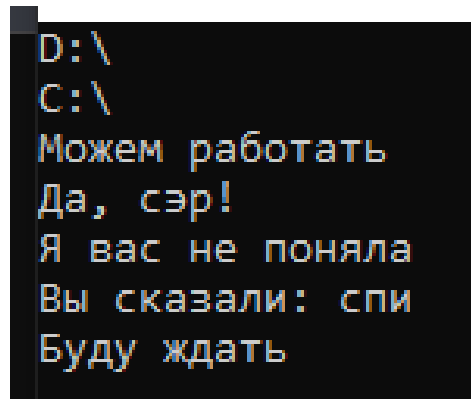 D:\
C:\
Можем работать
Да, сэр!
Я вас не поняла
Вы сказали: спи
Буду ждать